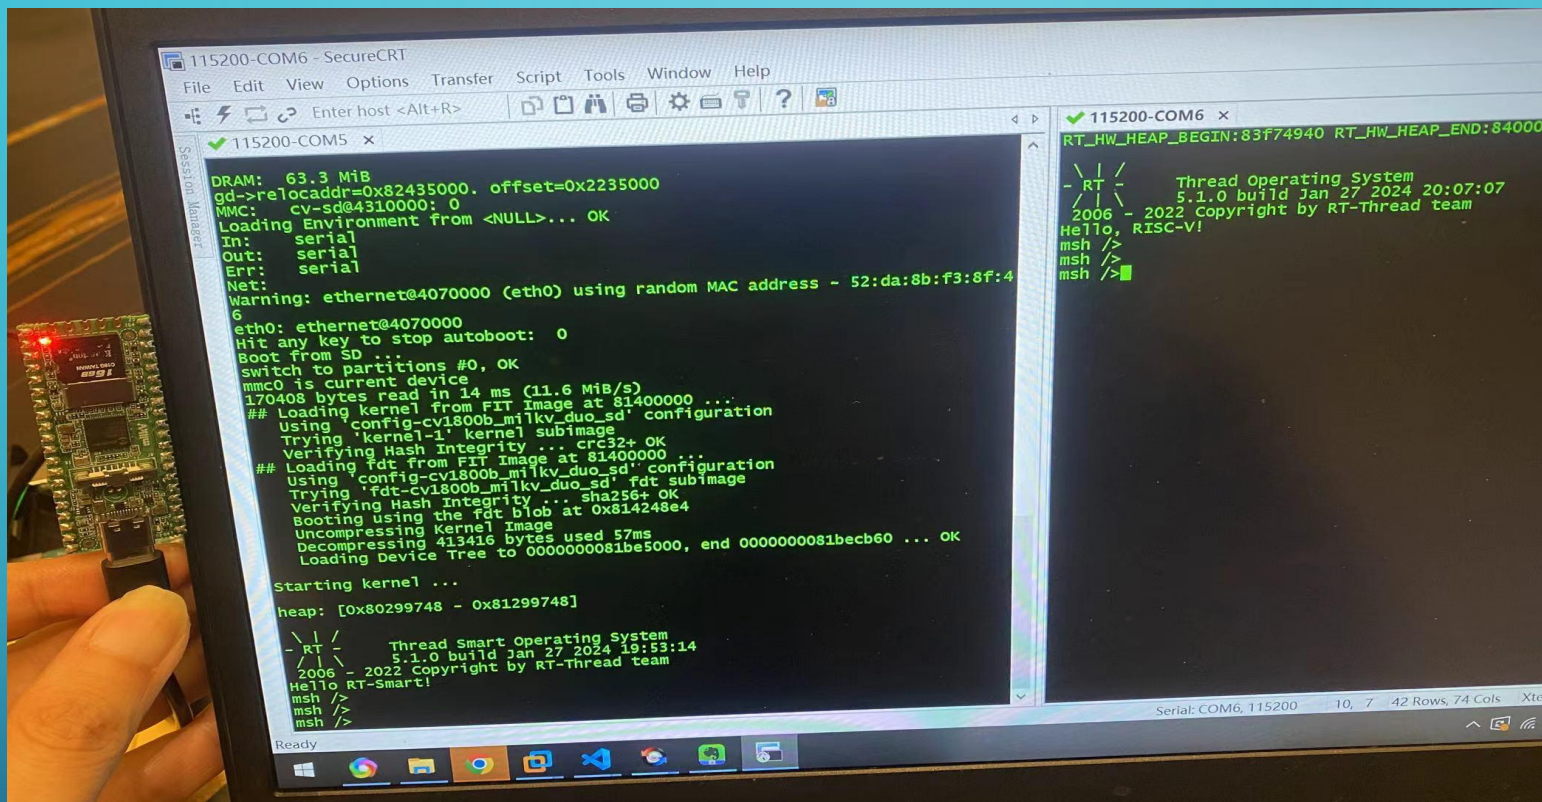 115200-COM6 - SecureCRT
File Edit View Options Transfer Script Tools Window Help
Enter host <Alt+R>
Session Manager
115200-COM5 ×
DRAM: 63.3 MiB
gd->relocaddr=0x82435000. offset=0x2235000
MMC: cv-sd@4310000: 0
Loading Environment from <NULL>... OK
In: serial
Out: serial
Err: serial
Net:
Warning: ethernet@4070000 (eth0) using random MAC address - 52:da:8b:f3:8f:4
6
eth0: ethernet@4070000
Hit any key to stop autoboot: 0
Boot from SD ...
switch to partitions #0, OK
mmc0 is current device
170408 bytes read in 14 ms (11.6 MiB/s)
## Loading kernel from FIT Image at 81400000 ...
Using 'config-cv1800b_milkv_duo_sd' configuration
Trying 'kernel-1' kernel subimage
Verifying Hash Integrity ... crc32+ OK
## Loading fdt from FIT Image at 81400000 ...
Using 'config-cv1800b_milkv_duo_sd' configuration
Trying 'fdt-cv1800b_milkv_duo_sd' fdt subimage
Verifying Hash Integrity ... sha256+ OK
Booting using the fdt blob at 0x814248e4
Uncompressing Kernel Image
Decompressing 413416 bytes used 57ms
Loading Device Tree to 0000000081be5000, end 0000000081becb60 ... OK
Starting kernel ...
heap: [0x80299748 - 0x81299748]
\ | /
- RT - Thread Smart Operating System
/ | \ 5.1.0 build Jan 27 2024 19:53:14
2006 - 2022 Copyright by RT-Thread team
Hello RT-Smart!
msh />
msh />
msh />
115200-COM6 ×
RT_HW_HEAP_BEGIN:83f74940 RT_HW_HEAP_END:84000
\ | /
- RT - Thread Operating System
/ | \ 5.1.0 build Jan 27 2024 20:07:07
2006 - 2022 Copyright by RT-Thread team
Hello, RISC-V!
msh />
msh />
msh />
Ready
Serial: COM6, 115200 10, 7 42 Rows, 74 Cols Xte
16GB
TAIWAN